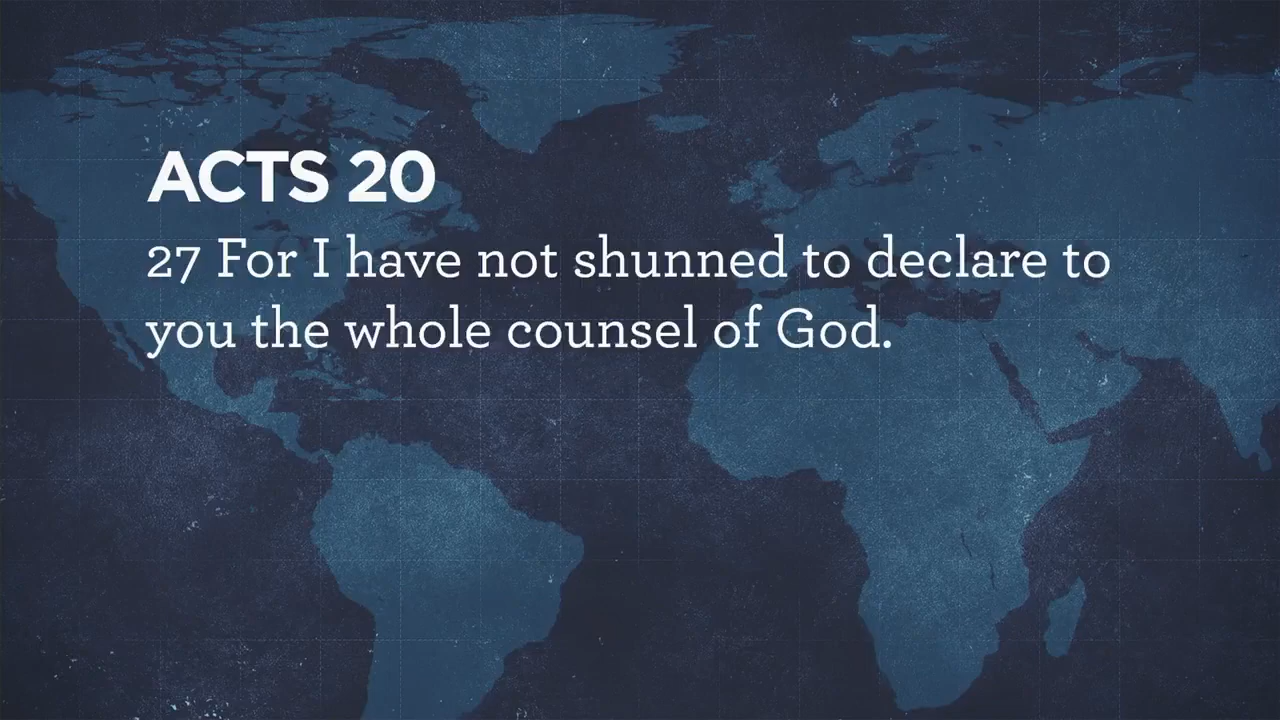 ACTS 20
27 For I have not shunned to declare to
you the whole counsel of God.